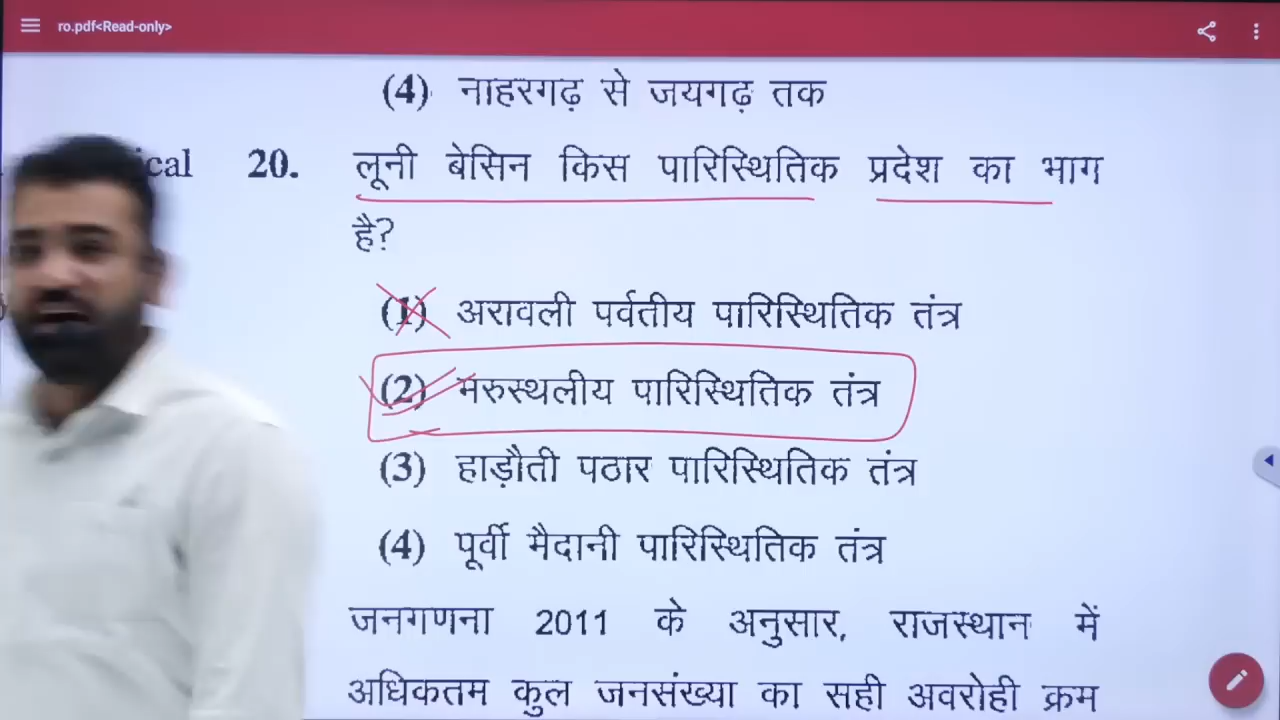 ro.pdf<Read-only>
(4) नाहरगढ़ से जयगढ़ तक
ical 20. लूनी बेसिन किस पारिस्थितिक प्रदेश का भाग
है?
(1) अरावली पर्वतीय पारिस्थितिक तंत्र
(2) मरुस्थलीय पारिस्थितिक तंत्र
(3) हाड़ौती पठार पारिस्थितिक तंत्र
(4) पूर्वी मैदानी पारिस्थितिक तंत्र
जनगणना 2011 के अनुसार, राजस्थान में
अधिकतम कुल जनसंख्या का सही अवरोही क्रम